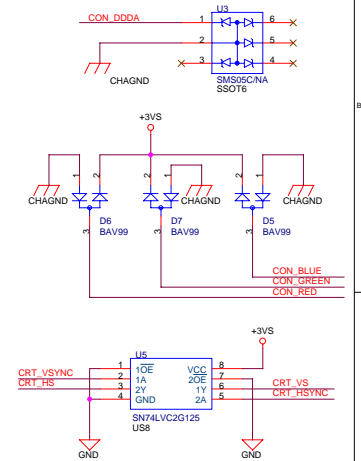 U3
CON_DDDA
1
6
2
5
3
4
CHAGND
SMS05C/NA
SSOT6
B
+3VS
1
2
2
1
2
1
CHAGND
CHAGND
CHAGND
3
D6
BAV99
3
D7
BAV99
3
D5
BAV99
CON_BLUE
CON_GREEN
CON_RED
+3VS
U5
1
1OE
VCC
8
CRT_VSYNC
2
1A
2OE
7
CRT_HS
3
2Y
1Y
6
CRT_VS
4
GND
2A
5
CRT_HSYNC
SN74LVC2G125
US8
GND
GND